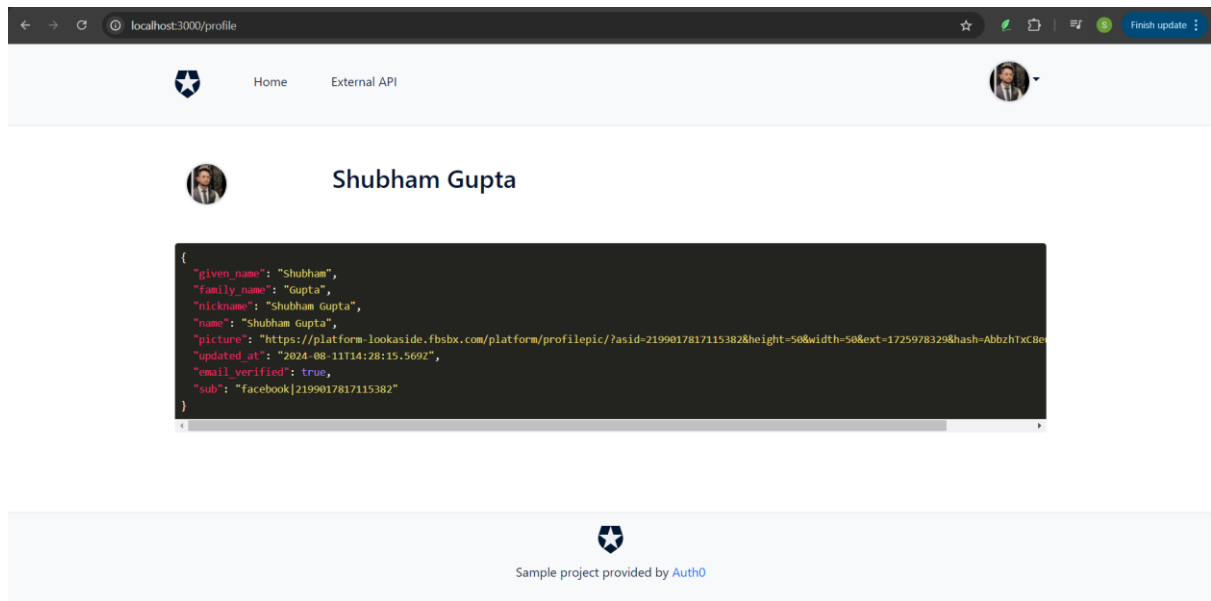 localhost:3000/profile
S
Finish update
Home
External API
Shubham Gupta
{
"given_name": "Shubham",
"family_name": "Gupta",
"nickname": "Shubham Gupta",
"name": "Shubham Gupta",
"picture": "https://platform-lookaside.fbsbx.com/platform/profilepic/?asid=2199017817115382&height=50&width=50&ext=1725978329&hash=AbbzhTxC8e
"updated_at": "2024-08-11T14:28:15.569Z",
"email_verified": true,
"sub": "facebook|2199017817115382"
}
Sample project provided by Auth0